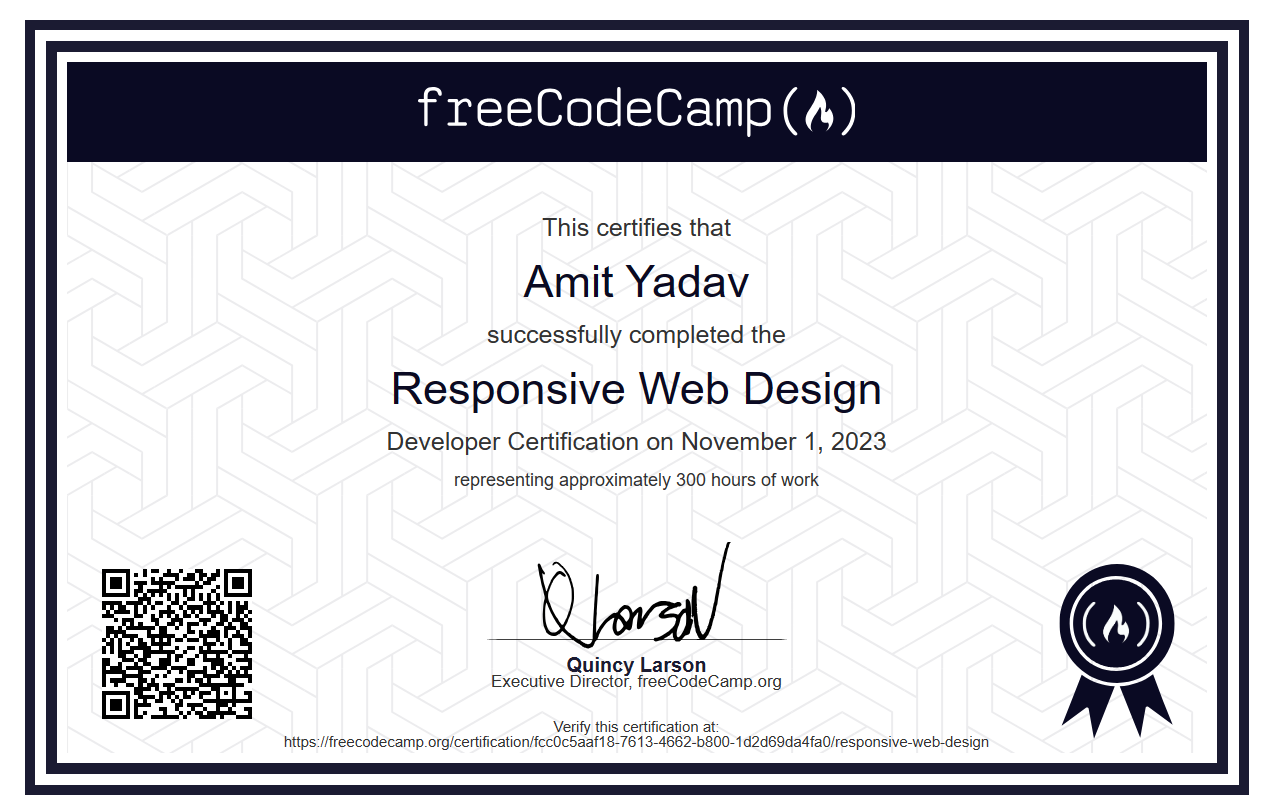 freeCodeCamp
This certifies that
Amit Yadav
successfully completed the
Responsive Web Design
Developer Certification on November 1, 2023
representing approximately 300 hours of work
Quincy Larson
Executive Director, freeCodeCamp.org
Verify this certification at:
https://freecodecamp.org/certification/fcc0c5aaf18-7613-4662-b800-1d2d69da4fa0/responsive-web-design